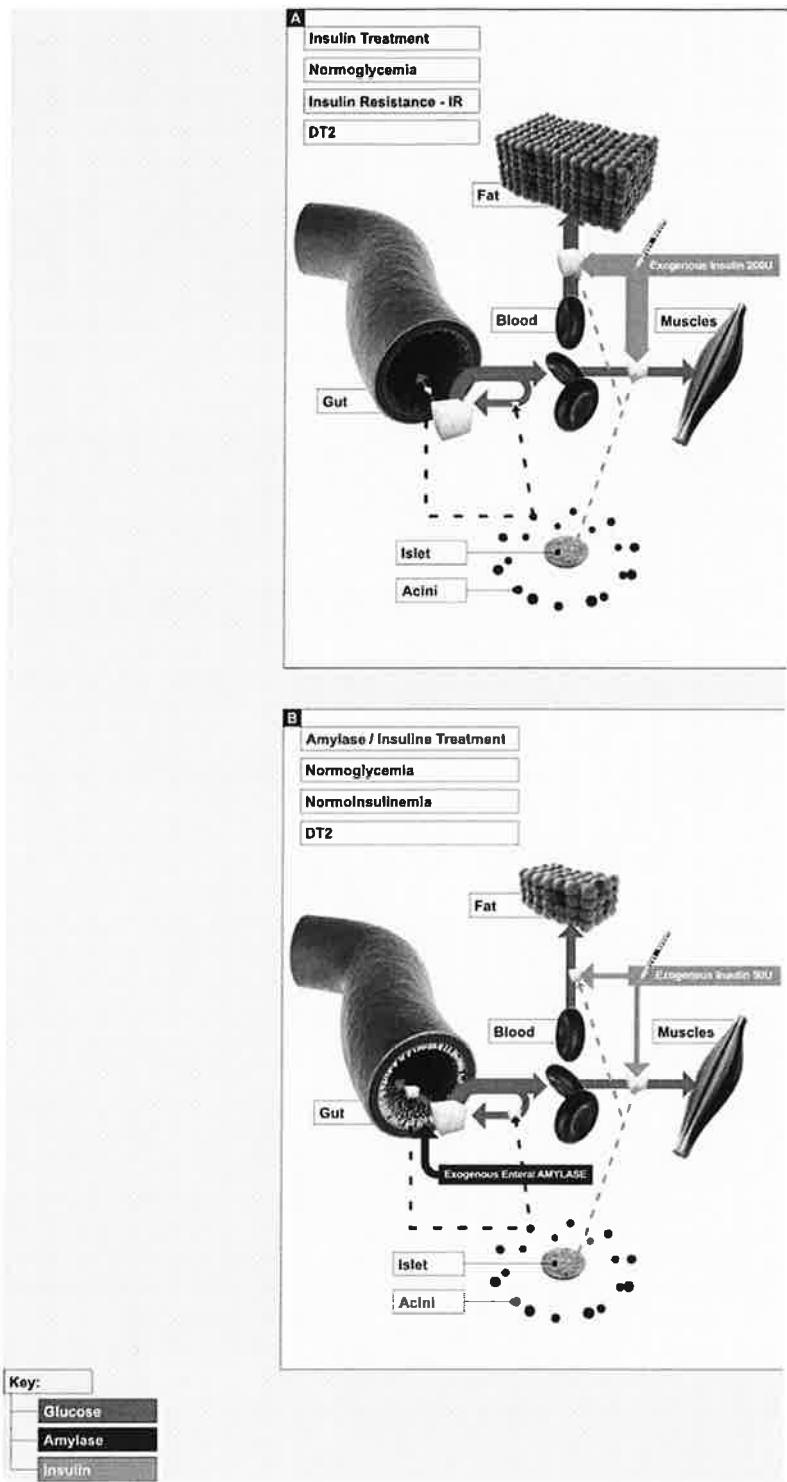 A
Insulin Treatment
Normoglycemia
Insulin Resistance - IR
DT2
Fat
Exogenous Insulin 200U
Blood
Muscles
Gut
Islet
Acini
B
Amylase / Insuline Treatment
Normoglycemia
Normoinsulinemia
DT2
Fat
Exogenous Insulin 50U
Blood
Muscles
Gut
Exogenous Enteral AMYLASE
Islet
Acini
Key:
Glucose
Amylase
Insulin